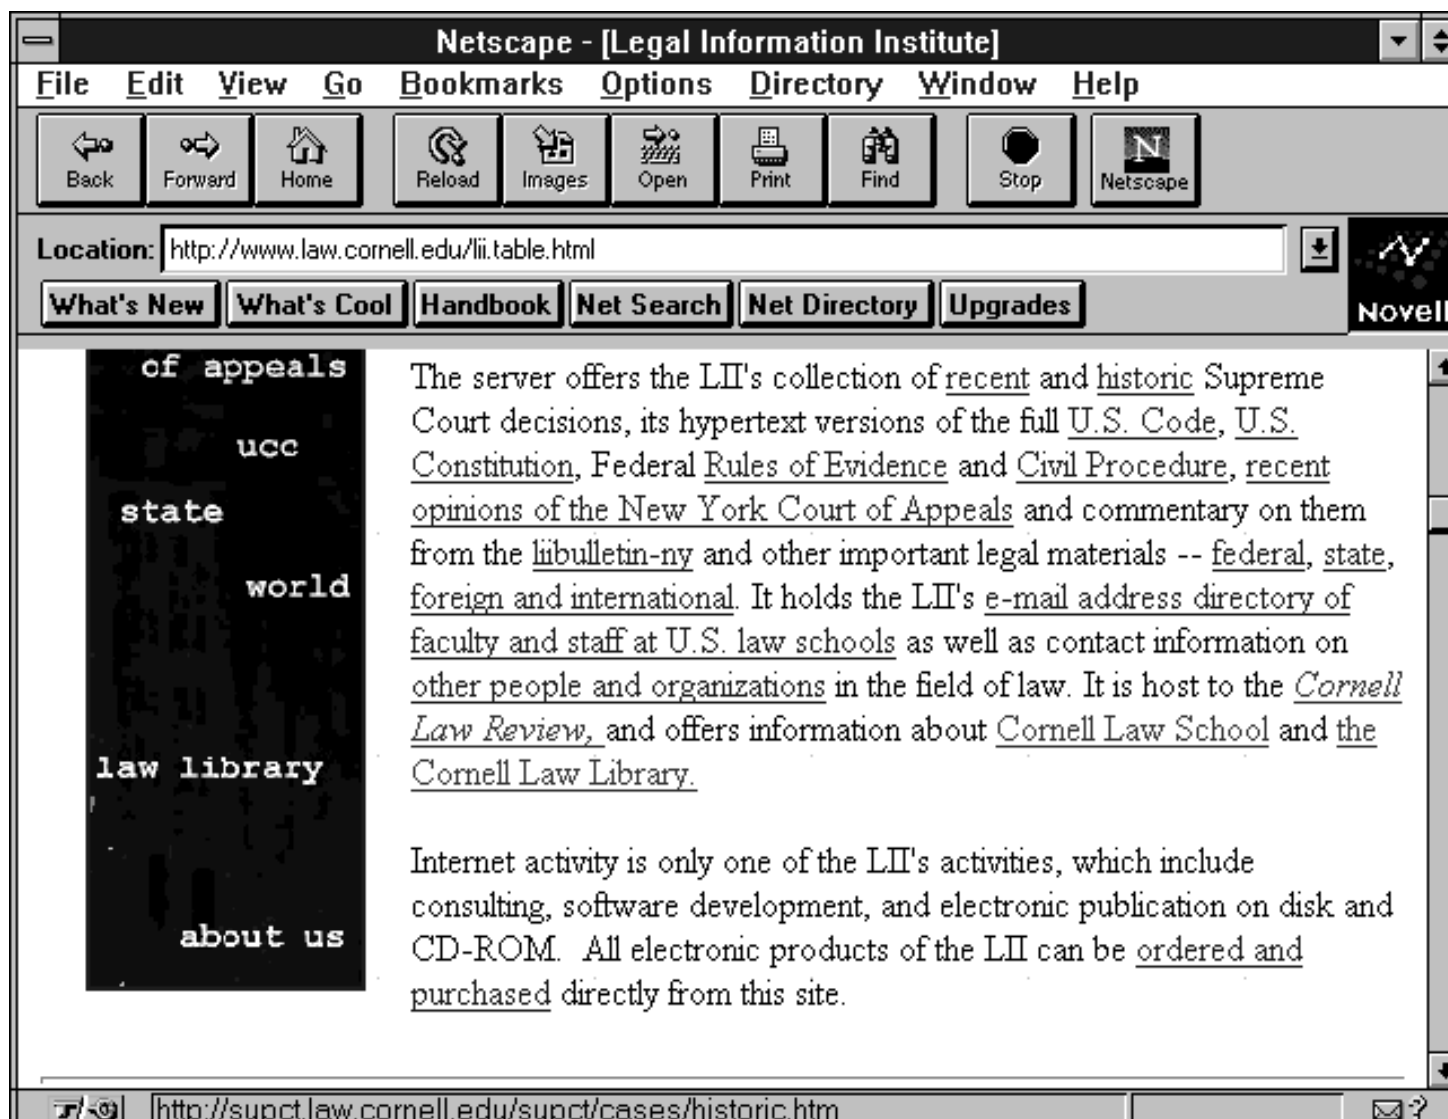 Netscape - [Legal Information Institute]
File Edit View Go Bookmarks Options Directory Window Help
Back Forward Home Reload Images Open Print Find Stop N Netscape
Location: http://www.law.cornell.edu/lii.table.html
What's New What's Cool Handbook Net Search Net Directory Upgrades
Novell
of appeals
ucc
state
world
law library
about us
The server offers the LII's collection of recent and historic Supreme
Court decisions, its hypertext versions of the full U.S. Code, U.S.
Constitution, Federal Rules of Evidence and Civil Procedure, recent
opinions of the New York Court of Appeals and commentary on them
from the liibulletin-ny and other important legal materials -- federal, state,
foreign and international. It holds the LII's e-mail address directory of
faculty and staff at U.S. law schools as well as contact information on
other people and organizations in the field of law. It is host to the Cornell
Law Review, and offers information about Cornell Law School and the
Cornell Law Library.
Internet activity is only one of the LII's activities, which include
consulting, software development, and electronic publication on disk and
CD-ROM. All electronic products of the LII can be ordered and
purchased directly from this site.
http://supct.law.cornell.edu/supct/cases/historic.htm